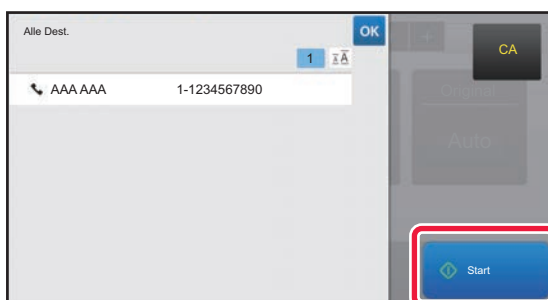 Alle Dest.
OK
CA
1
AAA AAA 1-1234567890
Original
Auto
Start